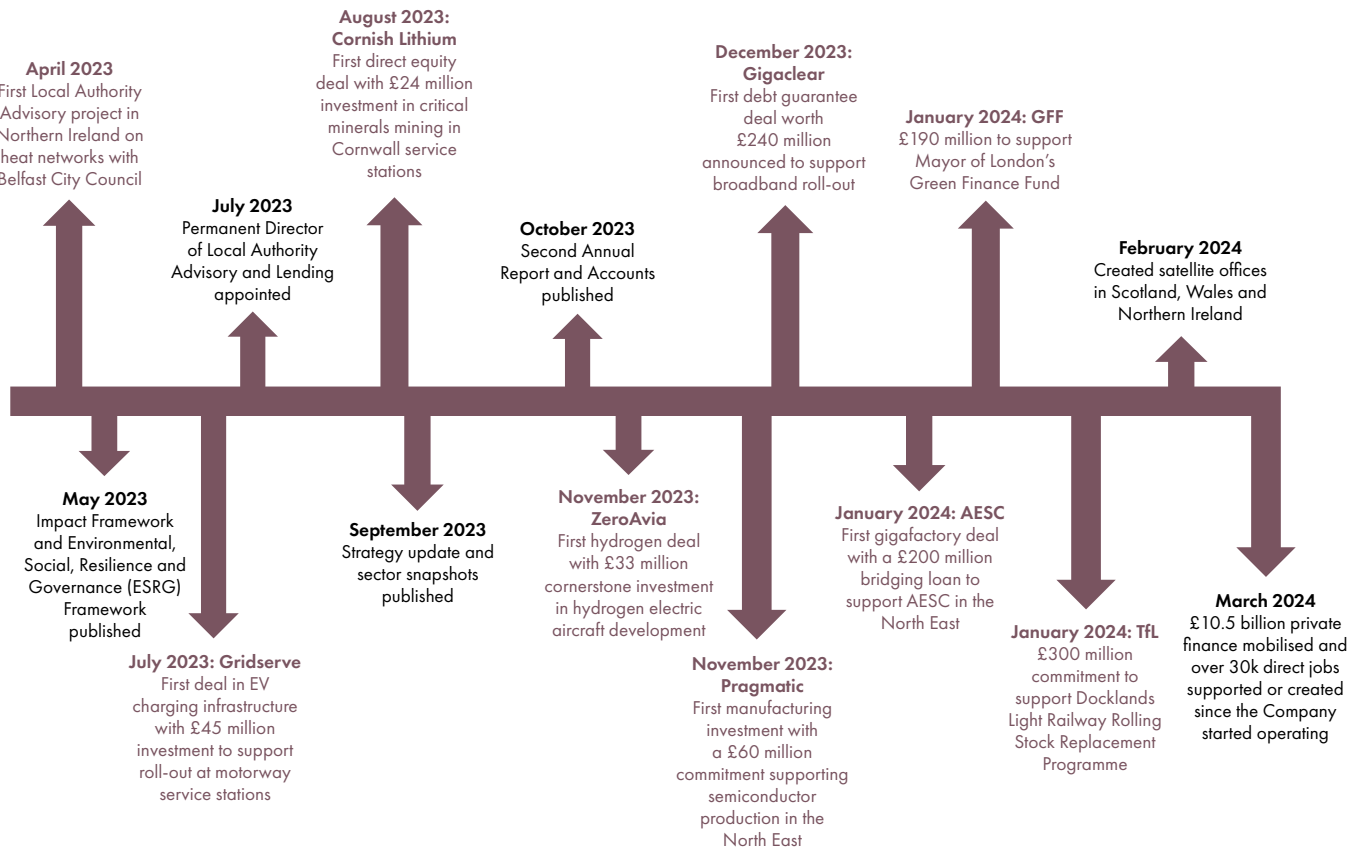 April 2023
First Local Authority
Advisory project in
Northern Ireland on
heat networks with
Belfast City Council
May 2023
Impact Framework
and Environmental,
Social, Resilience and
Governance (ESRG)
Framework
published
July 2023
Permanent Director
of Local Authority
Advisory and Lending
appointed
July 2023: Gridserve
First deal in EV
charging infrastructure
with £45 million
investment to support
roll-out at motorway
service stations
August 2023:
Cornish Lithium
First direct equity
deal with £24 million
investment in critical
minerals mining in
Cornwall service
stations
September 2023
Strategy update and
sector snapshots
published
October 2023
Second Annual
Report and Accounts
published
November 2023:
ZeroAvia
First hydrogen deal
with £33 million
cornerstone investment
in hydrogen electric
aircraft development
November 2023:
Pragmatic
First manufacturing
investment with
a £60 million
commitment supporting
semiconductor
production in the
North East
December 2023:
Gigaclear
First debt guarantee
deal worth
£240 million
announced to support
broadband roll-out
January 2024: AESC
First gigafactory deal
with a £200 million
bridging loan to
support AESC in the
North East
January 2024: GFF
£190 million to support
Mayor of London’s
Green Finance Fund
January 2024: TfL
£300 million
commitment to
support Docklands
Light Railway Rolling
Stock Replacement
Programme
February 2024
Created satellite offices
in Scotland, Wales and
Northern Ireland
March 2024
£10.5 billion private
finance mobilised and
over 30k direct jobs
supported or created
since the Company
started operating